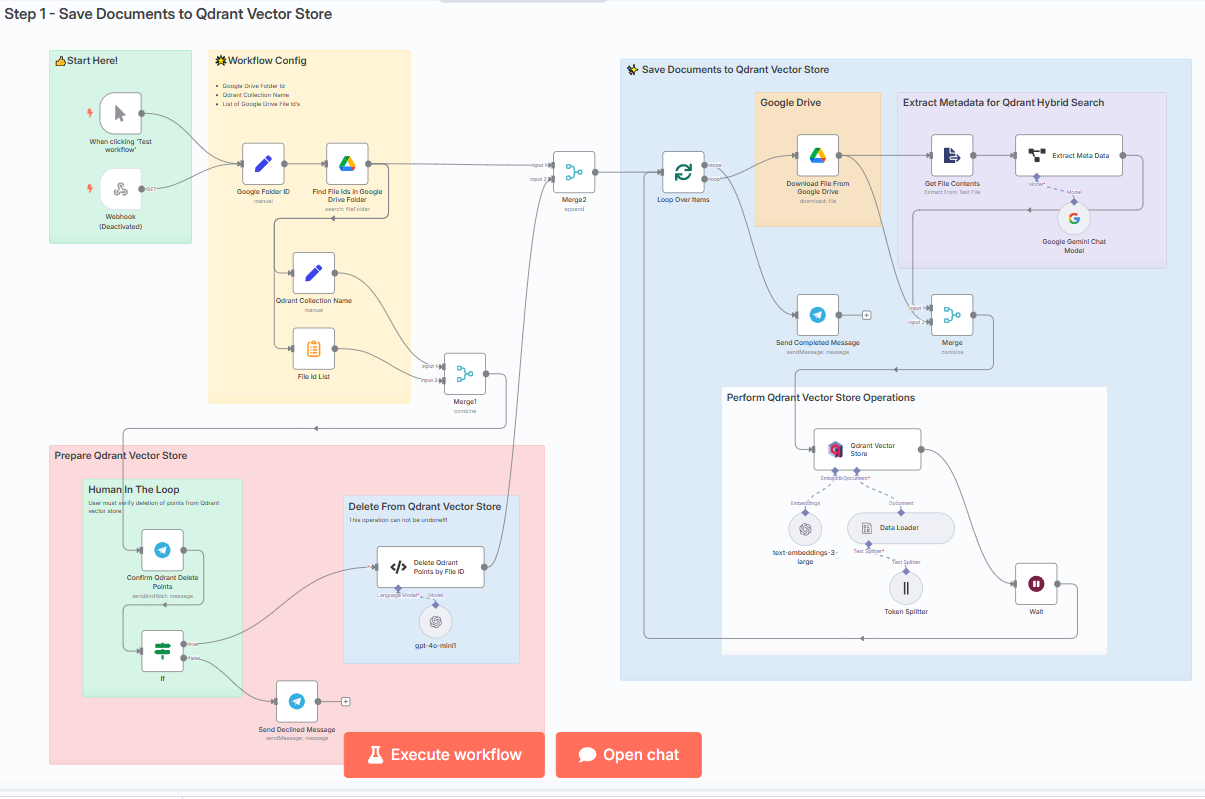 Step 1 - Save Documents to Qdrant Vector Store
👍Start Here!
When clicking 'Test
workflow'
GET
Webhook
(Deactivated)
🌟Workflow Config
Google Drive Folder Id
Qdrant Collection Name
List of Google Drive File Id's
Google Folder ID
manual
Find File Ids in Google
Drive Folder
search: fileFolder
Qdrant Collection Name
manual
File Id List
Input 1
Input 2
Merge1
combine
Input 1
Input 2
Merge2
append
Prepare Qdrant Vector Store
Human In The Loop
User must verify deletion of points from Qdrant
vector store
Confirm Qdrant Delete
Points
sendAndWait: message
If
true
false
Send Declined Message
sendMessage: message
Delete From Qdrant Vector Store
This operation can not be undone!!!
Delete Qdrant
Points by File ID
Language Model*
Model
gpt-4o-mini1
✨ Save Documents to Qdrant Vector Store
Loop Over Items
done
loop
Google Drive
Download File From
Google Drive
download: file
Extract Metadata for Qdrant Hybrid Search
Get File Contents
Extract From Text File
Extract Meta Data
Model*
Model
Google Gemini Chat
Model
Send Completed Message
sendMessage: message
Input 1
Input 2
Merge
combine
Perform Qdrant Vector Store Operations
Qdrant Vector
Store
Document*
Embeddings
Document
text-embeddings-3-
large
Data Loader
Text Splitter*
Text Splitter
Token Splitter
Wait
Execute workflow
Open chat